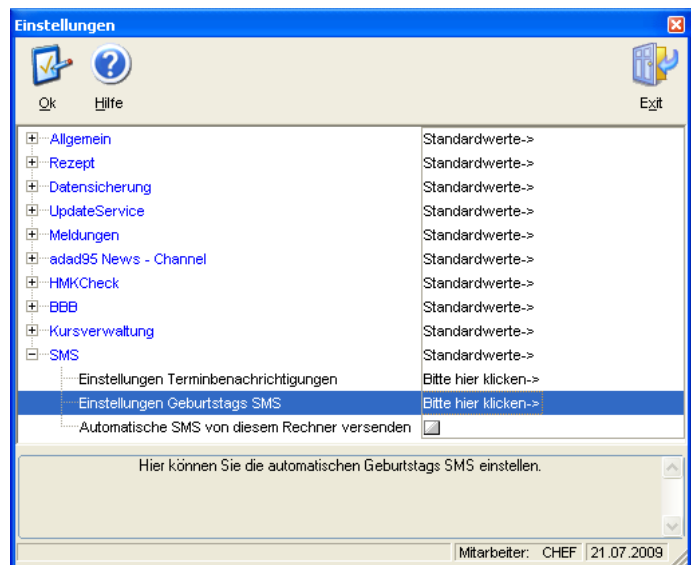 Einstellungen
Ok Hilfe Exit
Allgemein Standardwerte->
Rezept Standardwerte->
Datensicherung Standardwerte->
UpdateService Standardwerte->
Meldungen Standardwerte->
adad95 News - Channel Standardwerte->
HMKCheck Standardwerte->
BBB Standardwerte->
Kursverwaltung Standardwerte->
SMS Standardwerte->
Einstellungen Terminbenachrichtigungen Bitte hier klicken->
Einstellungen Geburtstags SMS Bitte hier klicken->
Automatische SMS von diesem Rechner versenden
Hier können Sie die automatischen Geburtstags SMS einstellen.
Mitarbeiter: CHEF 21.07.2009